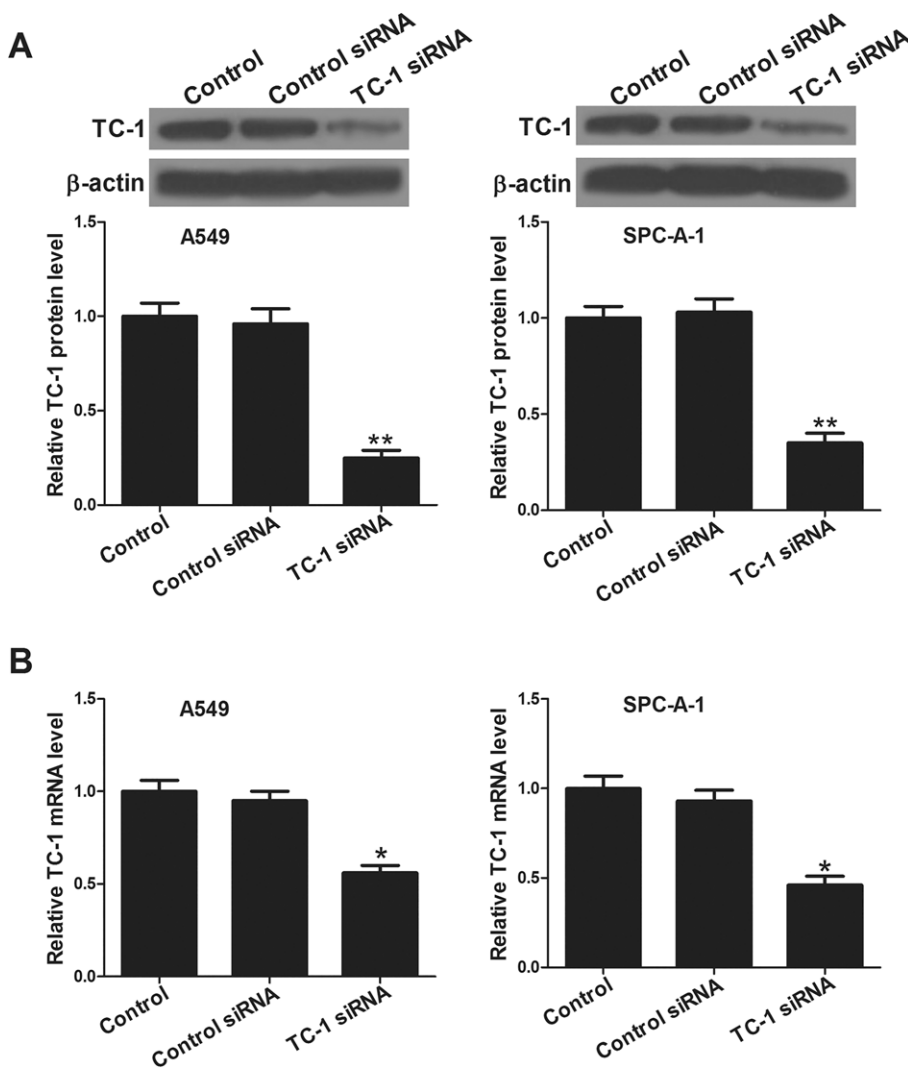 A
Control
Control siRNA
TC-1 siRNA
TC-1
β-actin
A549
Relative TC-1 protein level
1.5
1.0
0.5
0.0
**
Control
Control siRNA
TC-1 siRNA
Control
Control siRNA
TC-1 siRNA
TC-1
β-actin
SPC-A-1
Relative TC-1 protein level
1.5
1.0
0.5
0.0
**
Control
Control siRNA
TC-1 siRNA
B
A549
Relative TC-1 mRNA level
1.5
1.0
0.5
0.0
*
Control
Control siRNA
TC-1 siRNA
SPC-A-1
Relative TC-1 mRNA level
1.5
1.0
0.5
0.0
*
Control
Control siRNA
TC-1 siRNA